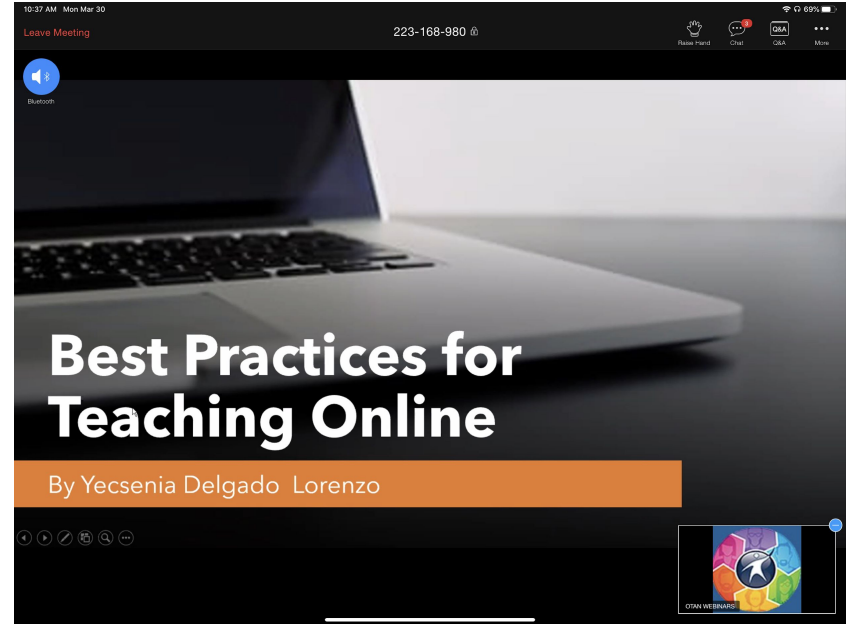 10:37 AM Mon Mar 30
69%
Leave Meeting
223-168-980
3
Q&A
Raise Hand
Chat
Q&A
More
Bluetooth
Best Practices for
Teaching Online
By Yecsenia Delgado Lorenzo
OTAN WEBINARS